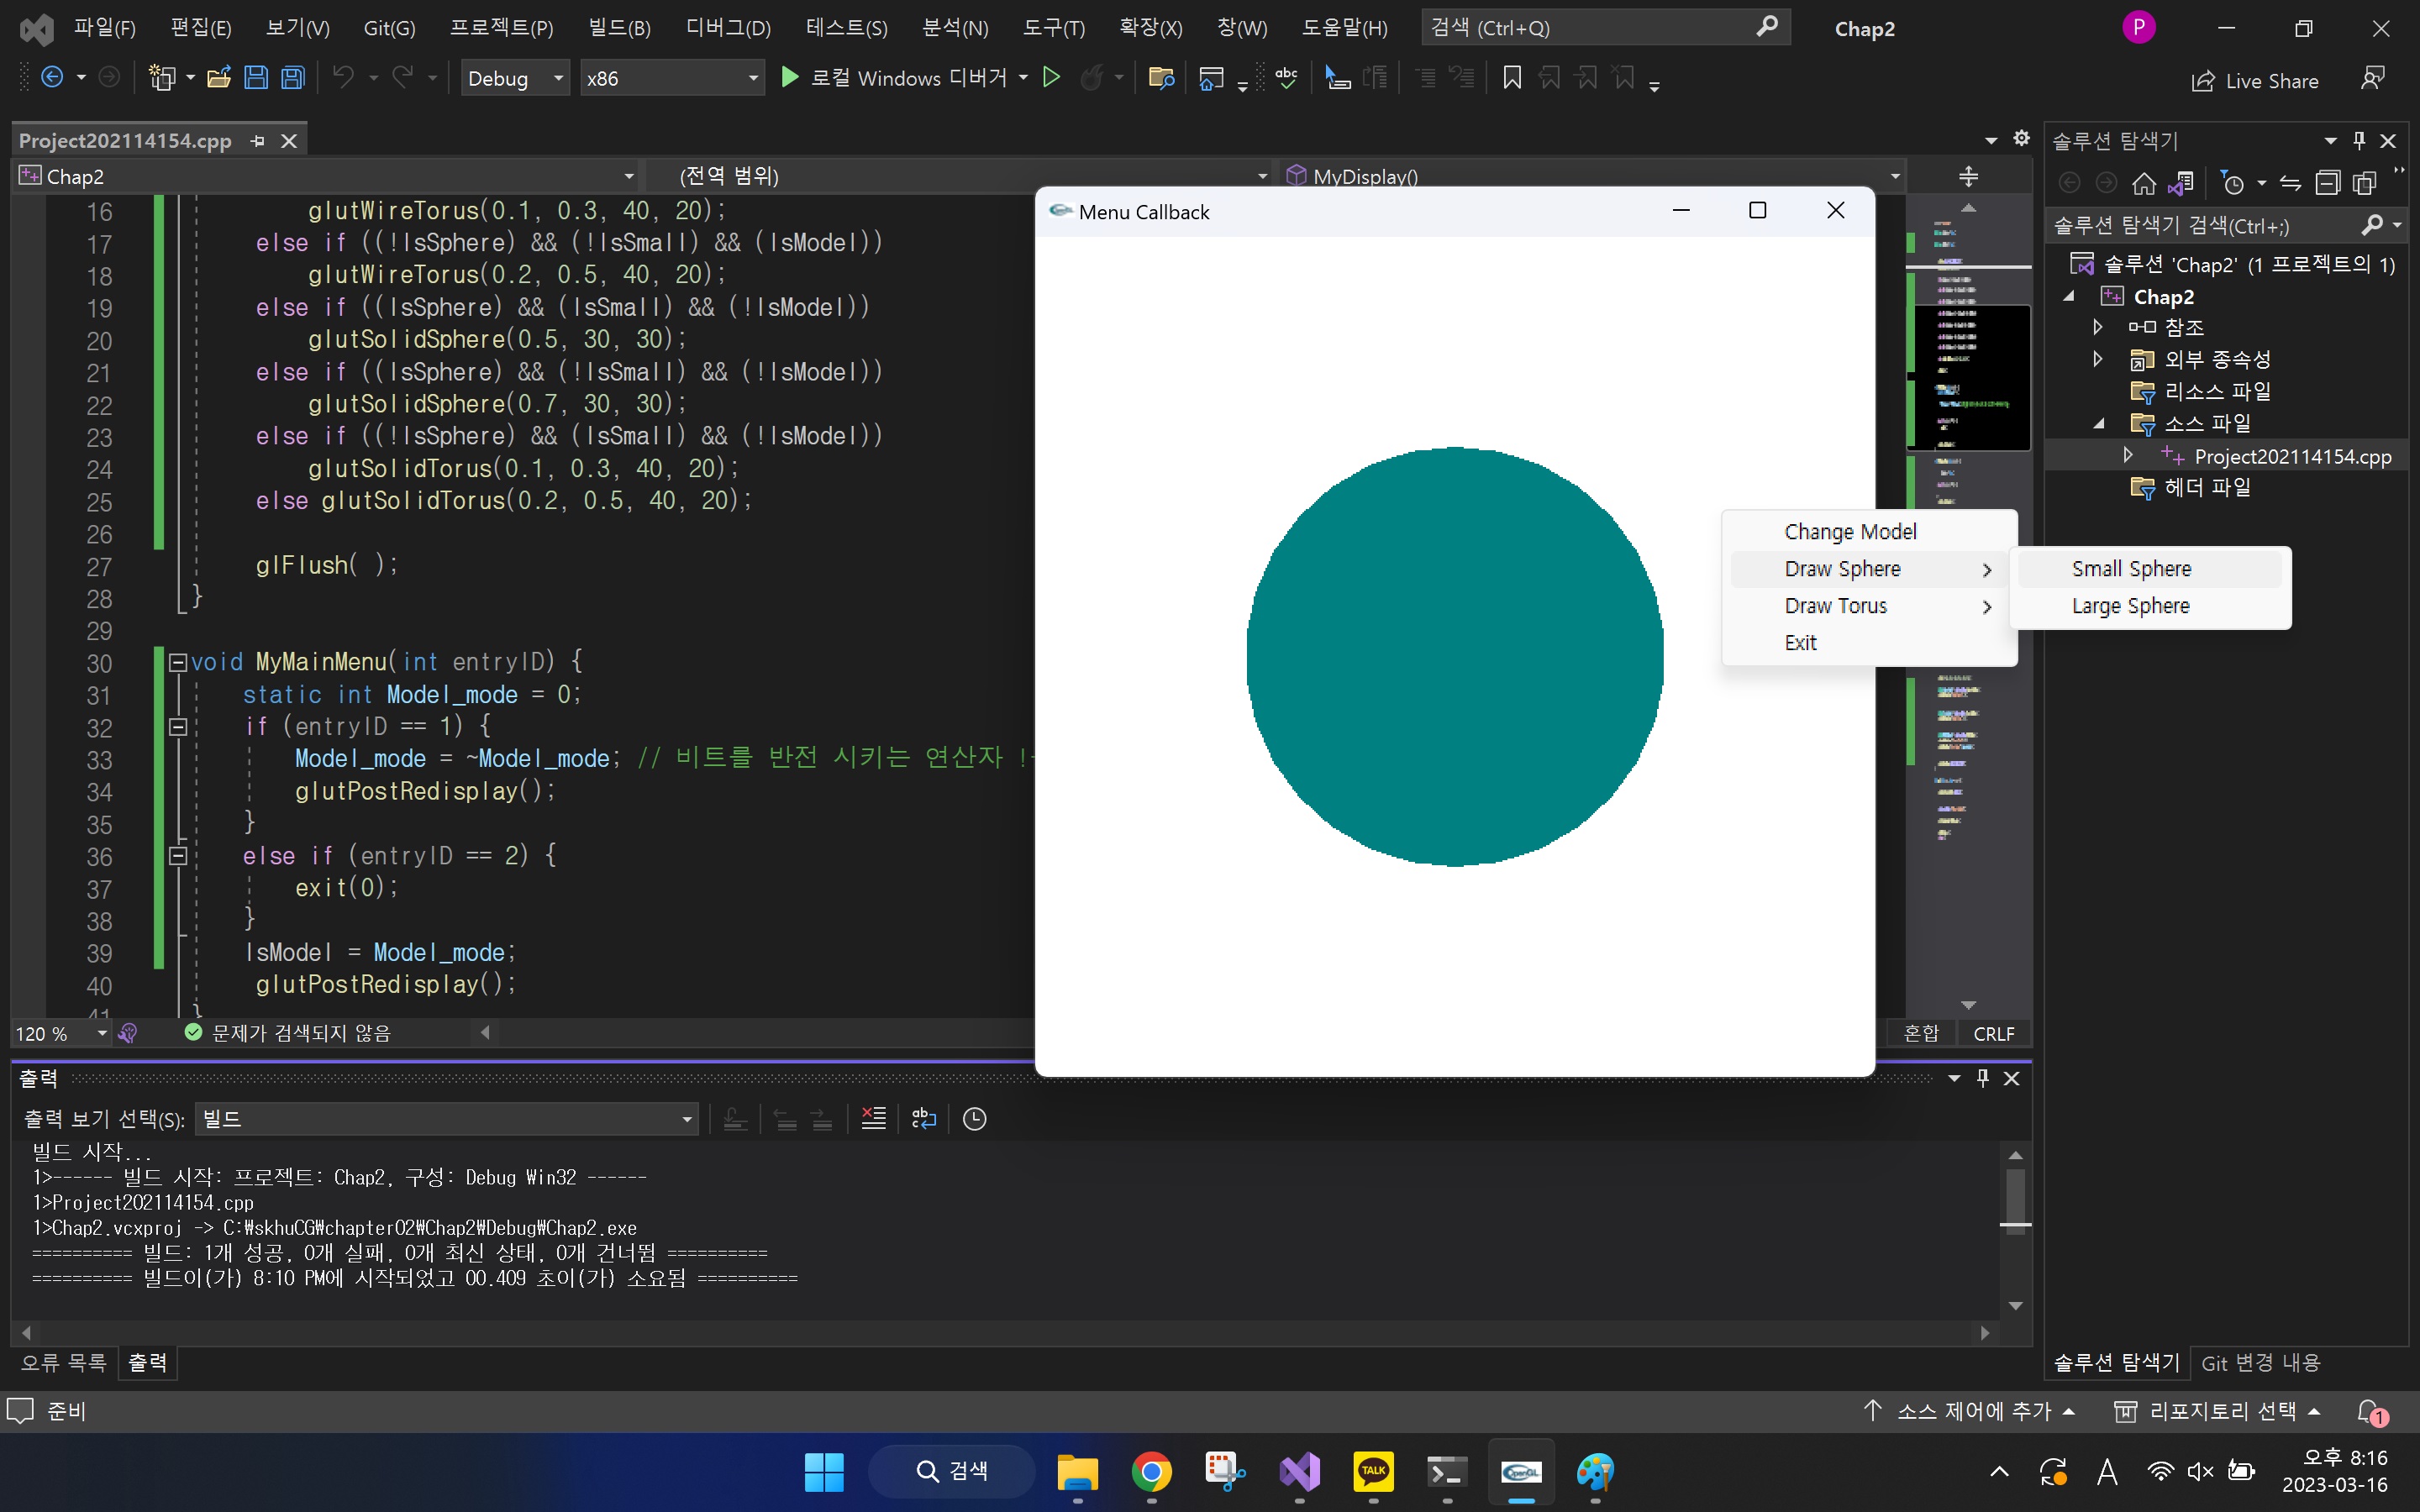 파일(F) 편집(E) 보기(V) Git(G) 프로젝트(P) 빌드(B) 디버그(D) 테스트(S) 분석(N) 도구(T) 확장(X) 창(W) 도움말(H) 검색 (Ctrl+Q) Chap2 P
Debug x86 로컬 Windows 디버거 Live Share
Project202114154.cpp
Chap2 (전역 범위) MyDisplay()
16 glutWireTorus(0.1, 0.3, 40, 20);
17 else if ((!IsSphere) && (!IsSmall) && (IsModel))
18 glutWireTorus(0.2, 0.5, 40, 20);
19 else if ((IsSphere) && (IsSmall) && (!IsModel))
20 glutSolidSphere(0.5, 30, 30);
21 else if ((IsSphere) && (!IsSmall) && (!IsModel))
22 glutSolidSphere(0.7, 30, 30);
23 else if ((!IsSphere) && (IsSmall) && (!IsModel))
24 glutSolidTorus(0.1, 0.3, 40, 20);
25 else glutSolidTorus(0.2, 0.5, 40, 20);
26
27 glFlush( );
28 }
29
30 void MyMainMenu(int entryID) {
31 static int Model_mode = 0;
32 if (entryID == 1) {
33 Model_mode = ~Model_mode; // 비트를 반전 시키는 연산자 !
34 glutPostRedisplay();
35 }
36 else if (entryID == 2) {
37 exit(0);
38 }
39 IsModel = Model_mode;
40 glutPostRedisplay();
41 }
120 % 문제가 검색되지 않음 혼합 CRLF
Menu Callback
Change Model
Draw Sphere
Draw Torus
Exit
Small Sphere
Large Sphere
솔루션 탐색기
솔루션 탐색기 검색(Ctrl+;)
솔루션 'Chap2' (1 프로젝트의 1)
Chap2
참조
외부 종속성
리소스 파일
소스 파일
Project202114154.cpp
헤더 파일
출력
출력 보기 선택(S): 빌드
빌드 시작...
1>------ 빌드 시작: 프로젝트: Chap2, 구성: Debug Win32 ------
1>Project202114154.cpp
1>Chap2.vcxproj -> C:₩skhuCG₩chapter02₩Chap2₩Debug₩Chap2.exe
========== 빌드: 1개 성공, 0개 실패, 0개 최신 상태, 0개 건너뜀 ==========
========== 빌드이(가) 8:10 PM에 시작되었고 00.409 초이(가) 소요됨 ==========
오류 목록 출력
솔루션 탐색기 Git 변경 내용
준비 소스 제어에 추가 리포지토리 선택 1
검색 TALK OpenGL A 오후 8:16
2023-03-16